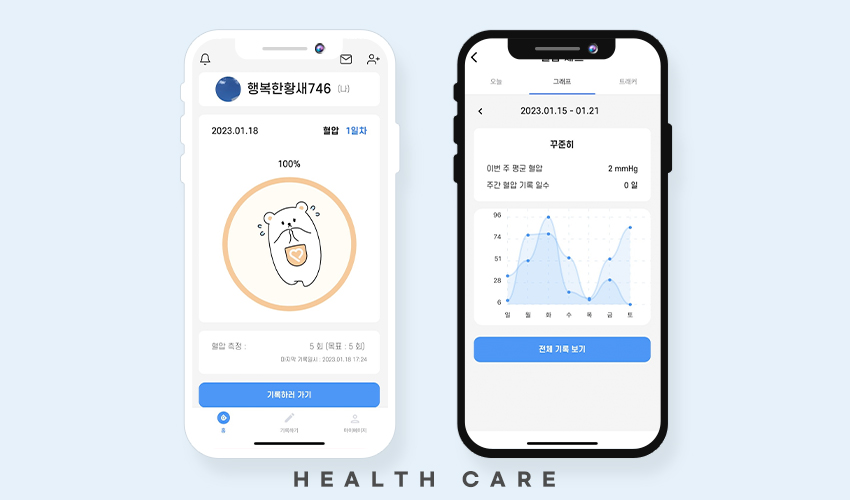 행복한황새746 (나)
2023.01.18 혈압 1일차
100%
혈압 측정 : 5 회 (목표 : 5 회)
마지막 기록일시 : 2023.01.18 17:24
기록하러 가기
홈 기록하기 마이페이지
오늘 그래프 트래커
2023.01.15 - 01.21
꾸준히
이번 주 평균 혈압 2 mmHg
주간 혈압 기록 일수 0 일
96
74
51
28
6
일 월 화 수 목 금 토
전체 기록 보기
HEALTH CARE